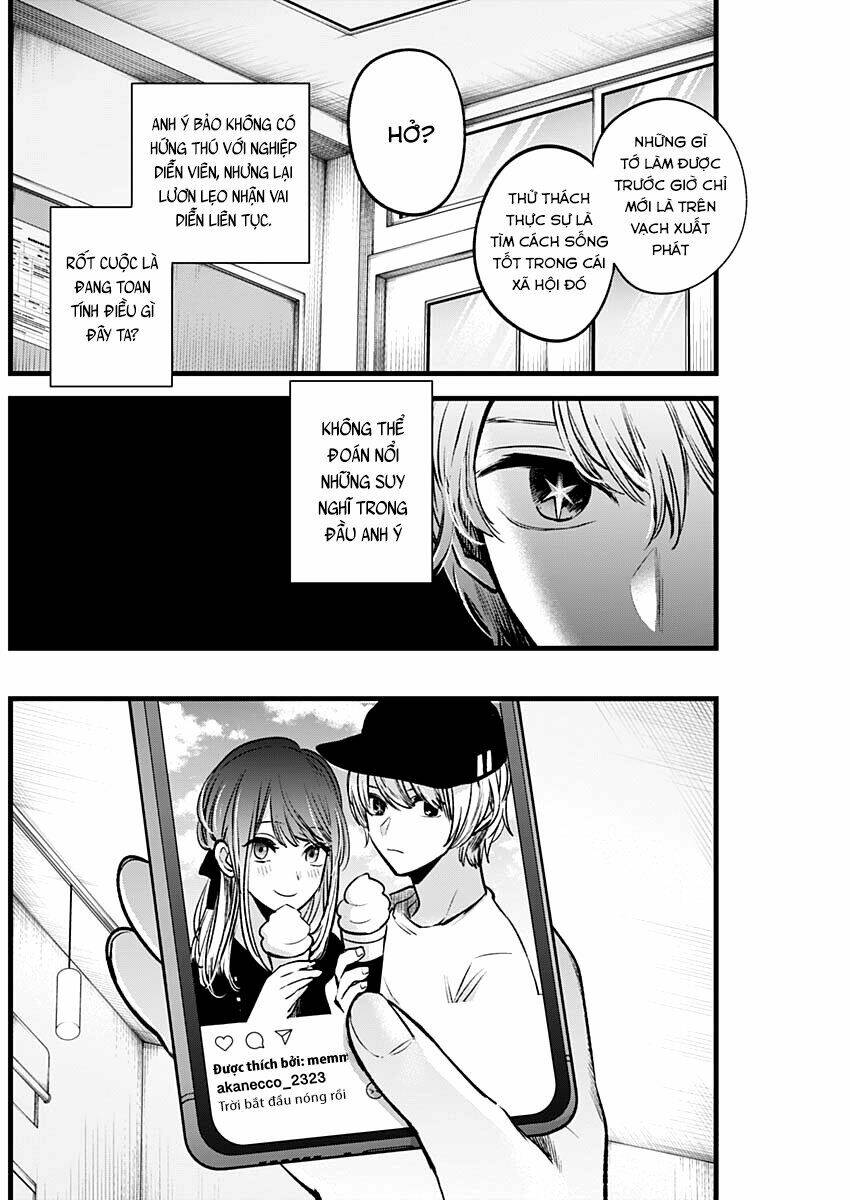 NHỮNG GÌ
TỚ LÀM ĐƯỢC
TRƯỚC GIỜ CHỈ
MỚI LÀ TRÊN
VẠCH XUẤT
PHÁT
THỬ THÁCH
THỰC SỰ LÀ
TÌM CÁCH SỐNG
TỐT TRONG CÁI
XÃ HỘI ĐÓ
HỞ?
ANH Ý BẢO KHÔNG CÓ
HỨNG THÚ VỚI NGHIỆP
DIỄN VIÊN, NHƯNG LẠI
LƯƠN LẸO NHẬN VAI
DIỄN LIÊN TỤC.
RỐT CUỘC LÀ
ĐANG TOAN
TÍNH ĐIỀU GÌ
ĐÂY TA?
KHÔNG THỂ
ĐOÁN NỔI
NHỮNG SUY
NGHĨ TRONG
ĐẦU ANH Ý
Được thích bởi: memm
akanecco_2323
Trời bắt đầu nóng rồi